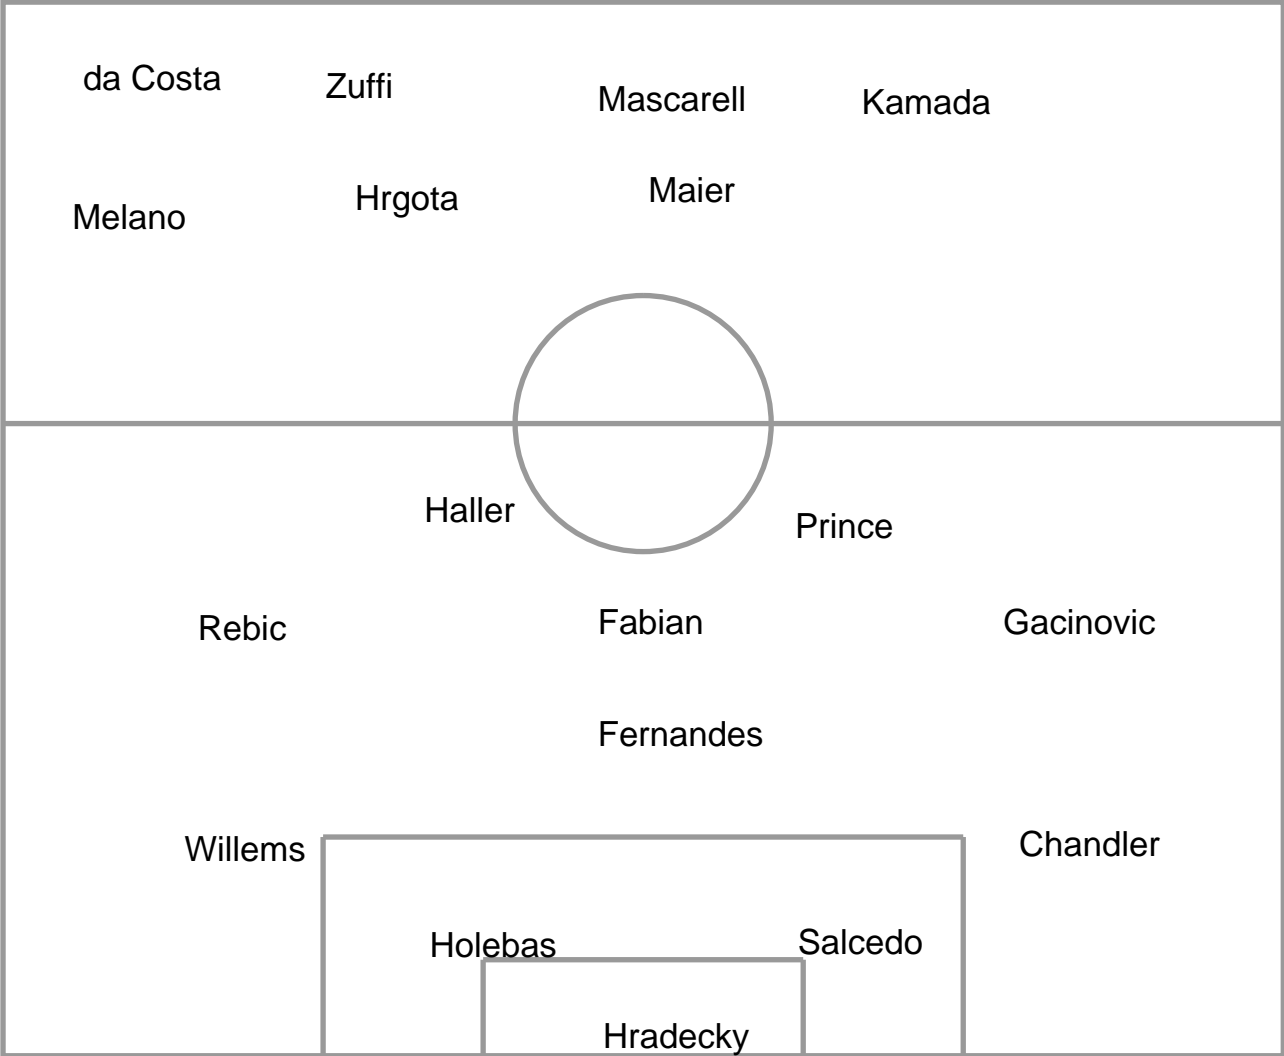 da Costa
Zuffi
Mascarell
Kamada
Melano
Hrgota
Maier
Haller
Prince
Rebic
Fabian
Gacinovic
Fernandes
Willems
Chandler
Holebas
Salcedo
Hradecky